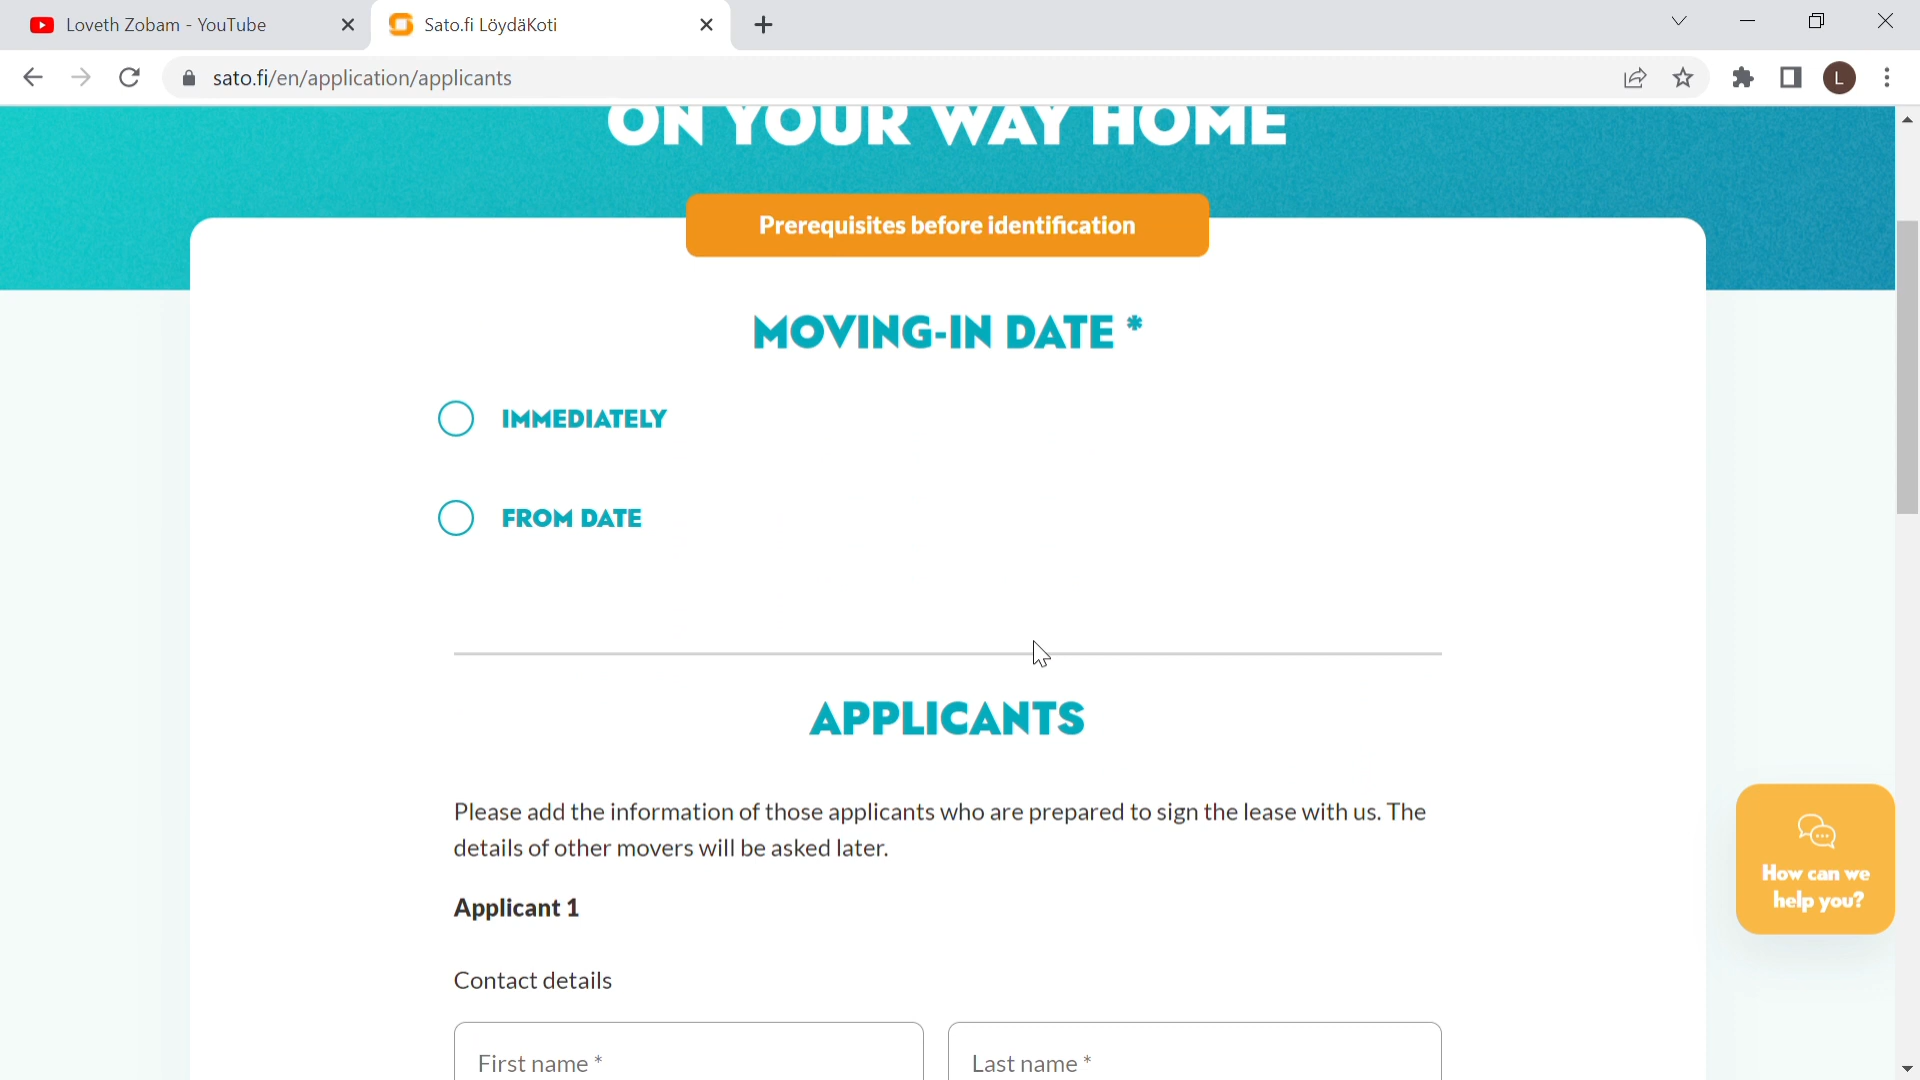 Loveth Zobam - YouTube
Sato.fi LöydäKoti
sato.fi/en/application/applicants
L
ON YOUR WAY HOME
Prerequisites before identification
MOVING-IN DATE *
IMMEDIATELY
FROM DATE
APPLICANTS
Please add the information of those applicants who are prepared to sign the lease with us. The
details of other movers will be asked later.
Applicant 1
Contact details
First name *
Last name *
How can we
help you?